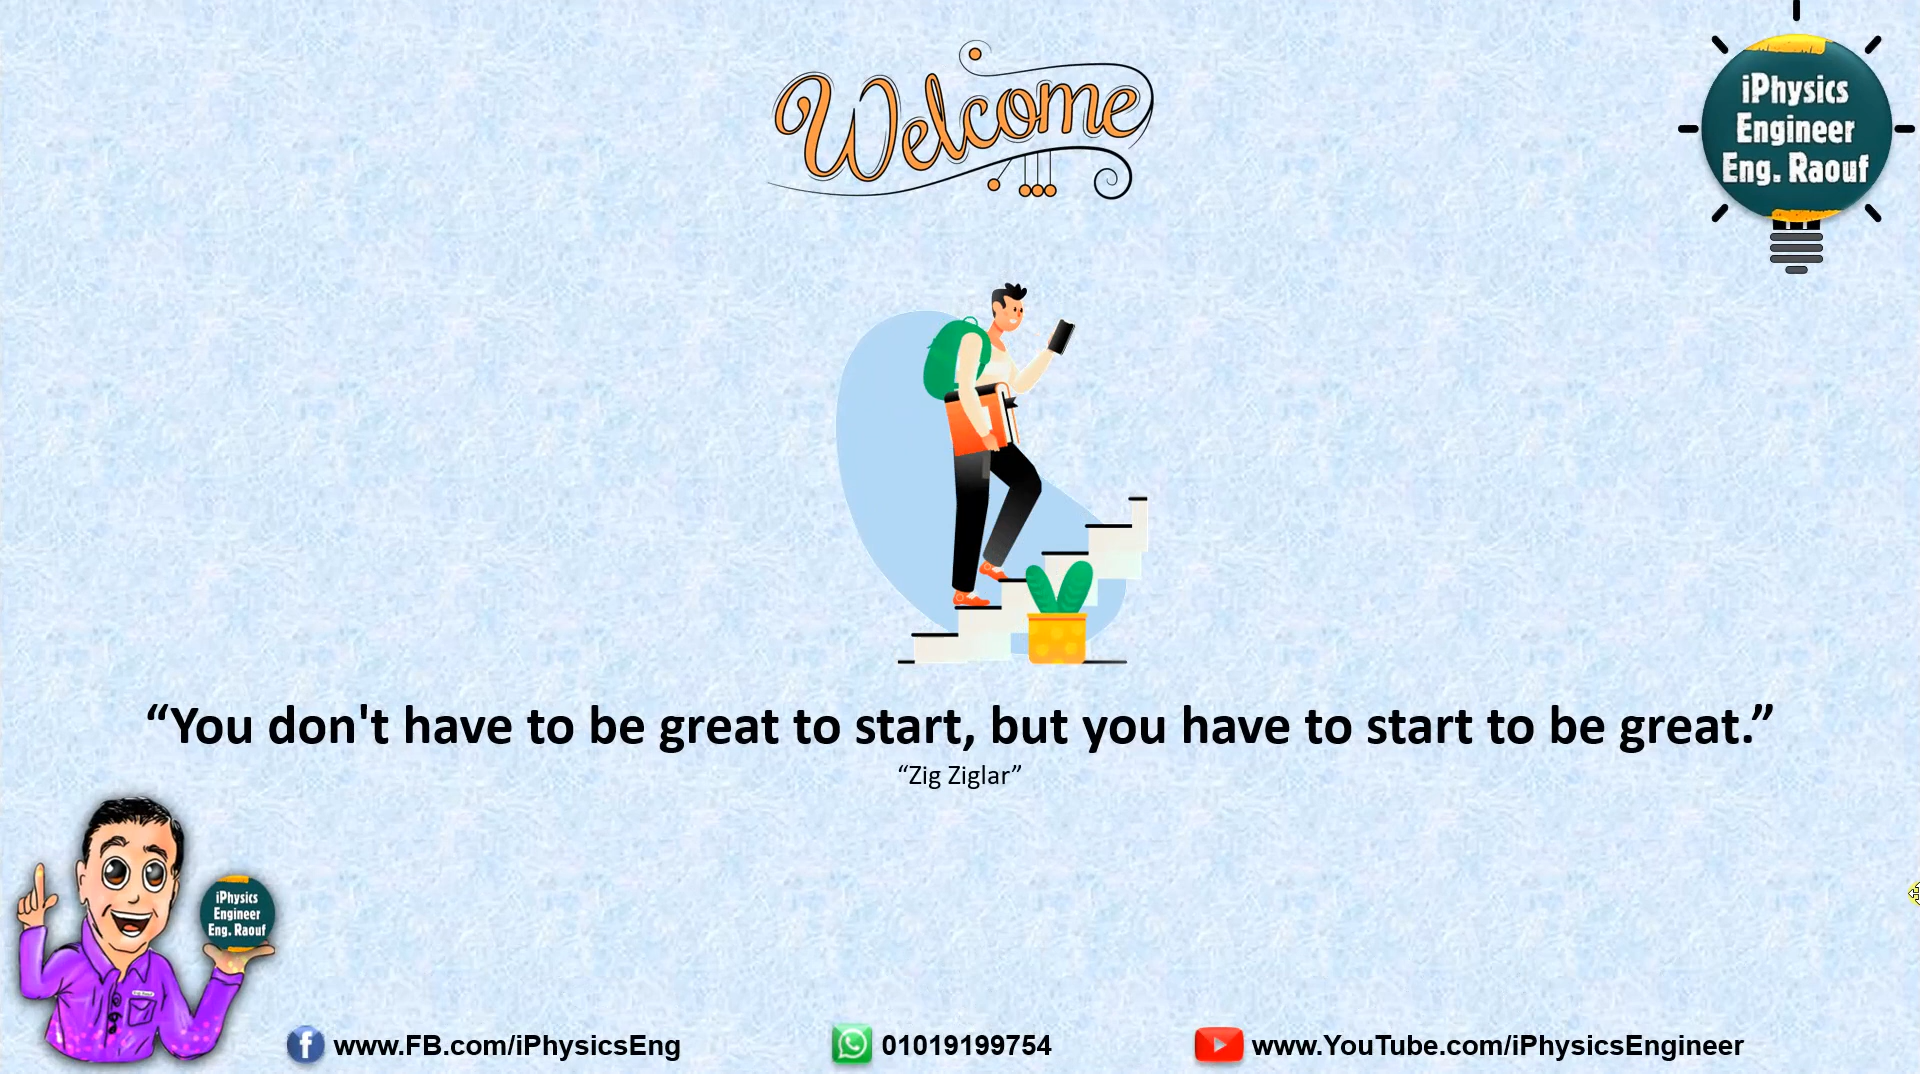 Welcome
iPhysics
Engineer
Eng. Raouf
“You don't have to be great to start, but you have to start to be great.”
“Zig Ziglar”
iPhysics
Engineer
Eng. Raouf
www.FB.com/iPhysicsEng
01019199754
www.YouTube.com/iPhysicsEngineer